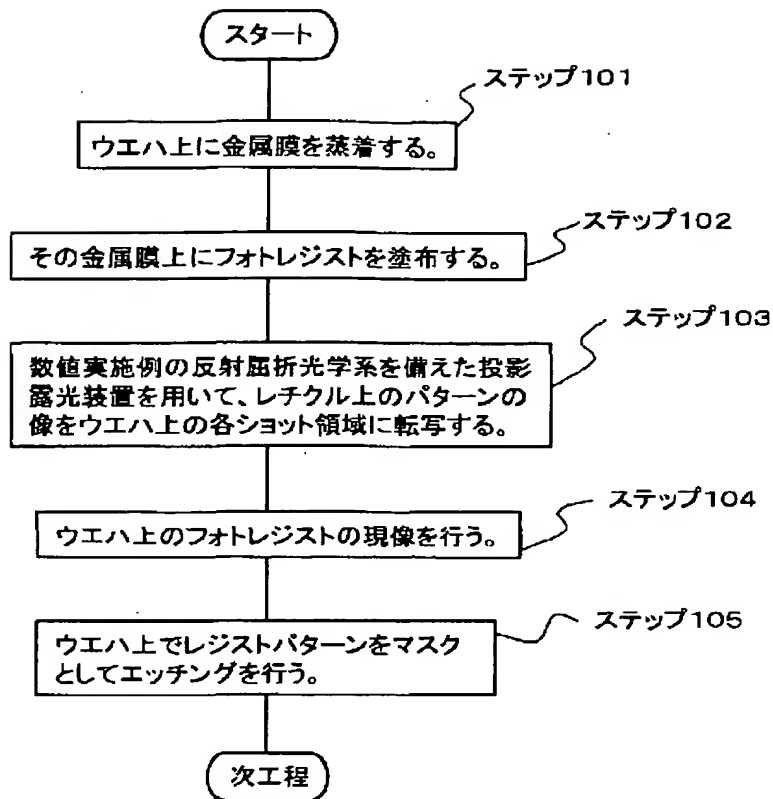 スタート
ステップ101
ウエハ上に金属膜を蒸着する。
ステップ102
その金属膜上にフォトレジストを塗布する。
ステップ103
数値実施例の反射屈折光学系を備えた投影
露光装置を用いて、レチクル上のパターンの
像をウエハ上の各ショット領域に転写する。
ステップ104
ウエハ上のフォトレジストの現像を行う。
ステップ105
ウエハ上でレジストパターンをマスク
としてエッチングを行う。
次工程